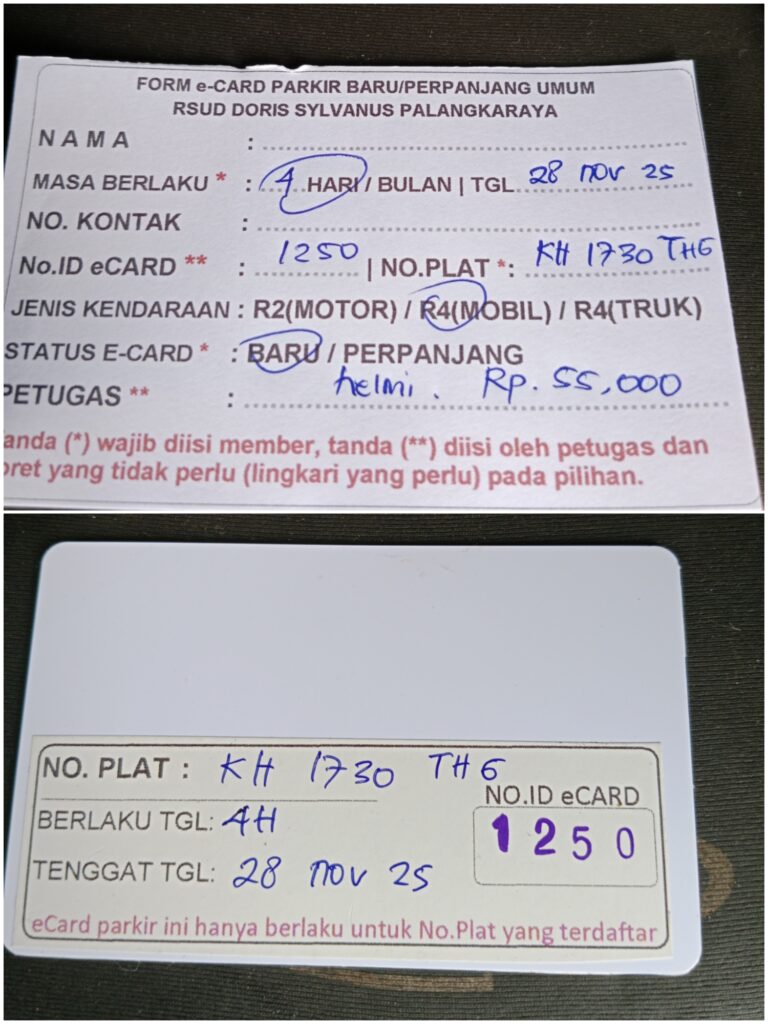 FORM e-CARD PARKIR BARU/PERPANJANG UMUM
RSUD DORIS SYLVANUS PALANGKARAYA
N A M A :
MASA BERLAKU * : 4 HARI / BULAN | TGL. 28 nov 25
NO. KONTAK :
No.ID eCARD ** : 1250 | NO.PLAT *: KH 1730 TH6
JENIS KENDARAAN : R2(MOTOR) / R4(MOBIL) / R4(TRUK)
STATUS E-CARD * : BARU / PERPANJANG
PETUGAS ** : helmi. Rp. 55,000
anda (*) wajib diisi member, tanda (**) diisi oleh petugas dan
oret yang tidak perlu (lingkari yang perlu) pada pilihan.
NO. PLAT : KH 1730 TH6
BERLAKU TGL: 4H
NO.ID eCARD
1250
TENGGAT TGL: 28 nov 25
eCard parkir ini hanya berlaku untuk No.Plat yang terdaftar